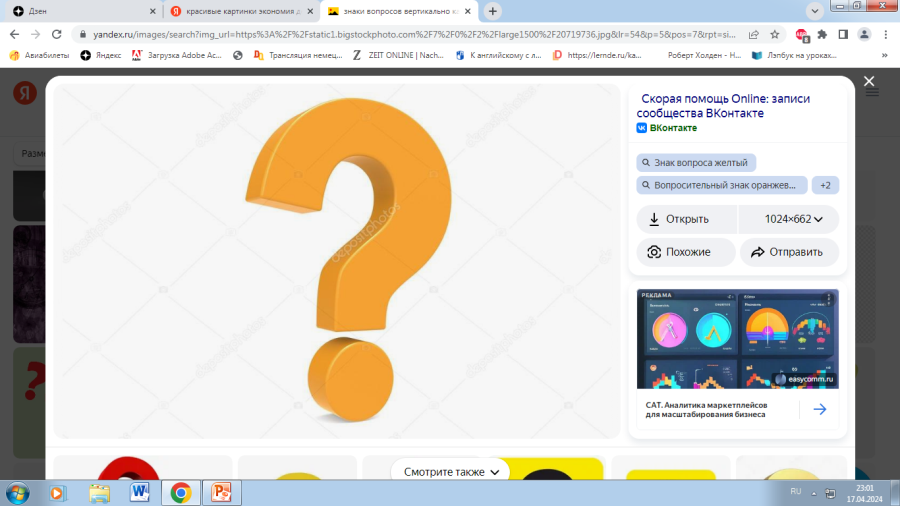 Дзен
красивые картинки экономия д
знаки вопросов вертикально к
yandex.ru/images/search?img_url=https%3A%2F%2Fstatic1.bigstockphoto.com%2F7%2F0%2F2%2Flarge1500%2F20719736.jpg&lr=54&p=5&pos=7&rpt=si...
Авиабилеты
Яндекс
Загрузка Adobe Ac...
Трансляция немец...
ZEIT ONLINE | Nach...
К английскому с л...
https://lernde.ru/ka...
Роберт Холден - Н...
Лэпбук на уроках...
Я
Разме
depositphotos
Скорая помощь Online: записи
сообщества ВКонтакте
ВКонтакте
Знак вопроса желтый
Вопросительный знак оранжев...
+2
Открыть
1024×662
Похожие
Отправить
РЕКЛАМА
easycomm.ru
САТ. Аналитика маркетплейсов
для масштабирования бизнеса
Смотрите также
RU
23:01
17.04.2024